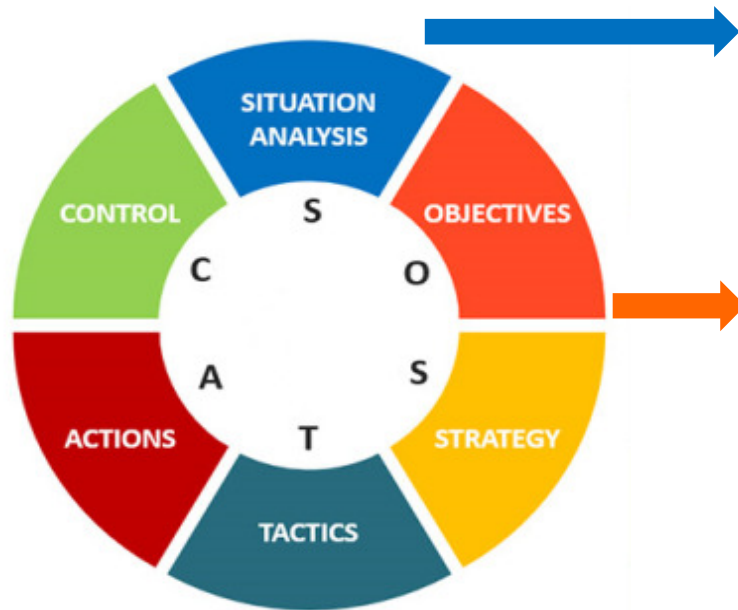 SITUATION
ANALYSIS
OBJECTIVES
STRATEGY
TACTICS
ACTIONS
CONTROL
S
O
S
T
A
C